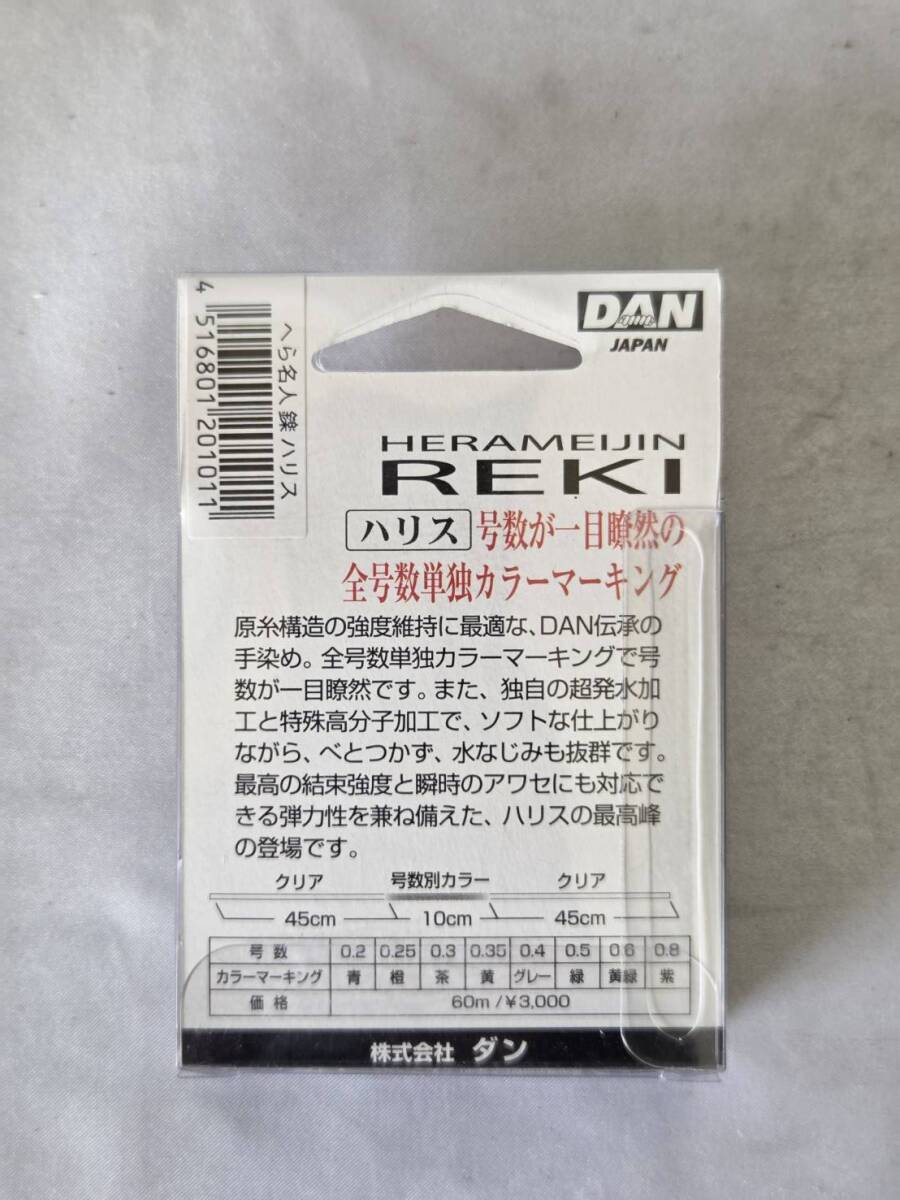 へら名人 鑠 ハリス
4 516801 201011
DAN
JAPAN
HERAMEIJIN
REKI
ハリス 号数が一目瞭然の
全号数単独カラーマーキング
原糸構造の強度維持に最適な、DAN伝承の
手染め。全号数単独カラーマーキングで号
数が一目瞭然です。また、独自の超発水加
工と特殊高分子加工で、ソフトな仕上がり
ながら、べとつかず、水なじみも抜群です。
最高の結束強度と瞬時のアワセにも対応で
きる弾力性を兼ね備えた、ハリスの最高峰
の登場です。
クリア 号数別カラー クリア
45cm 10cm 45cm
号数 0.2 0.25 0.3 0.35 0.4 0.5 0.6 0.8
カラーマーキング 青 橙 茶 黄 グレー 緑 黄緑 紫
価格 60m/¥3,000
株式会社 ダン